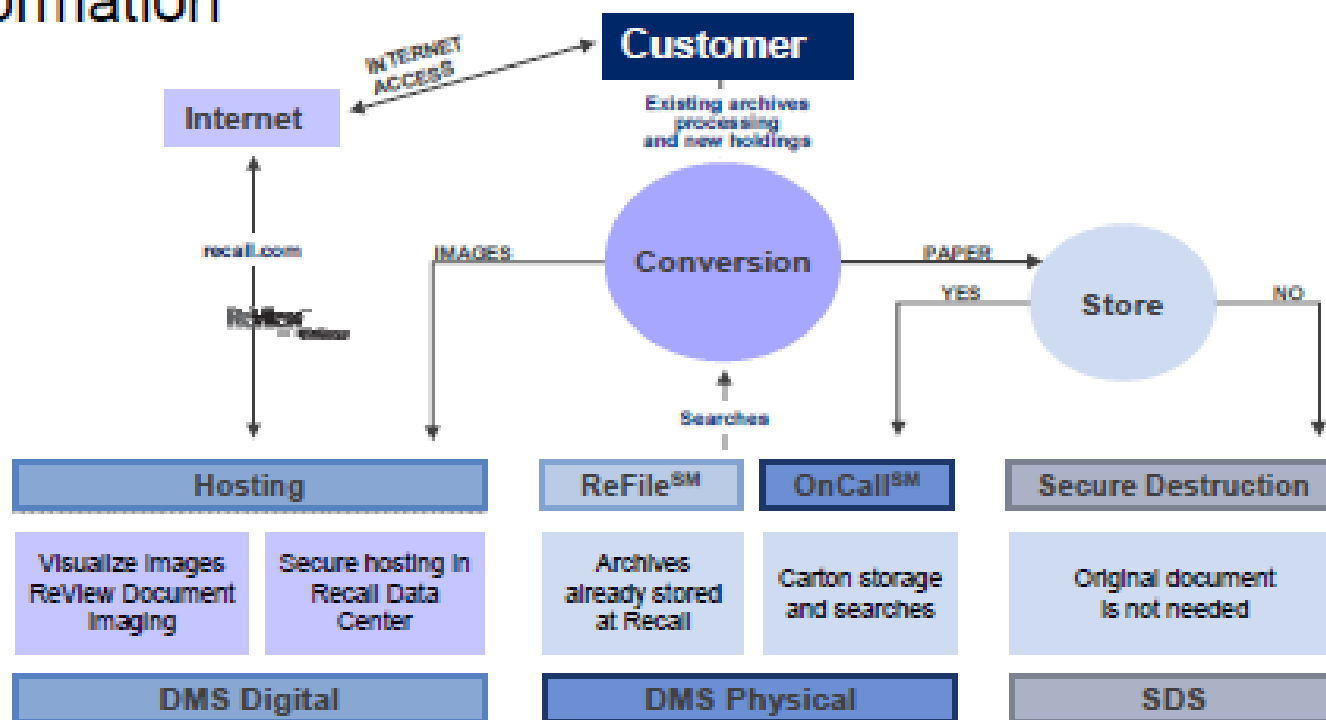 ormation
Customer
INTERNET
ACCESS
Internet
Existing archives
processing
and new holdings
recall.com
IMAGES
Conversion
PAPER
YES
Store
NO
ReView
Searches
Hosting
ReFile℠
OnCall℠
Secure Destruction
Visualize Images
ReView Document
Imaging
Secure hosting in
Recall Data
Center
Archives
already stored
at Recall
Carton storage
and searches
Original document
is not needed
DMS Digital
DMS Physical
SDS